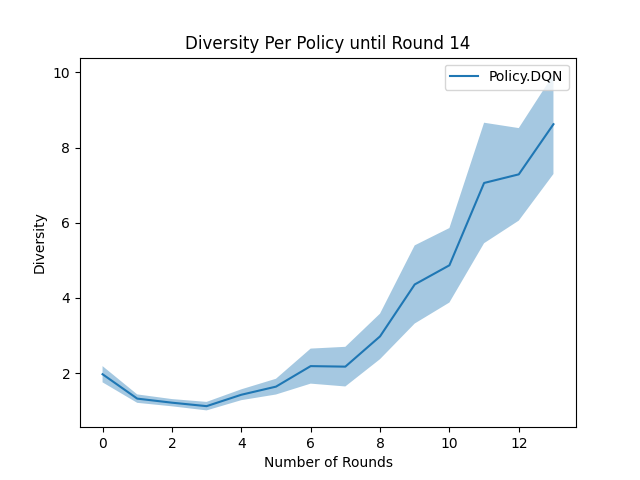 Diversity Per Policy until Round 14
Policy.DQN
10
8
6
4
2
Diversity
0 2 4 6 8 10 12
Number of Rounds